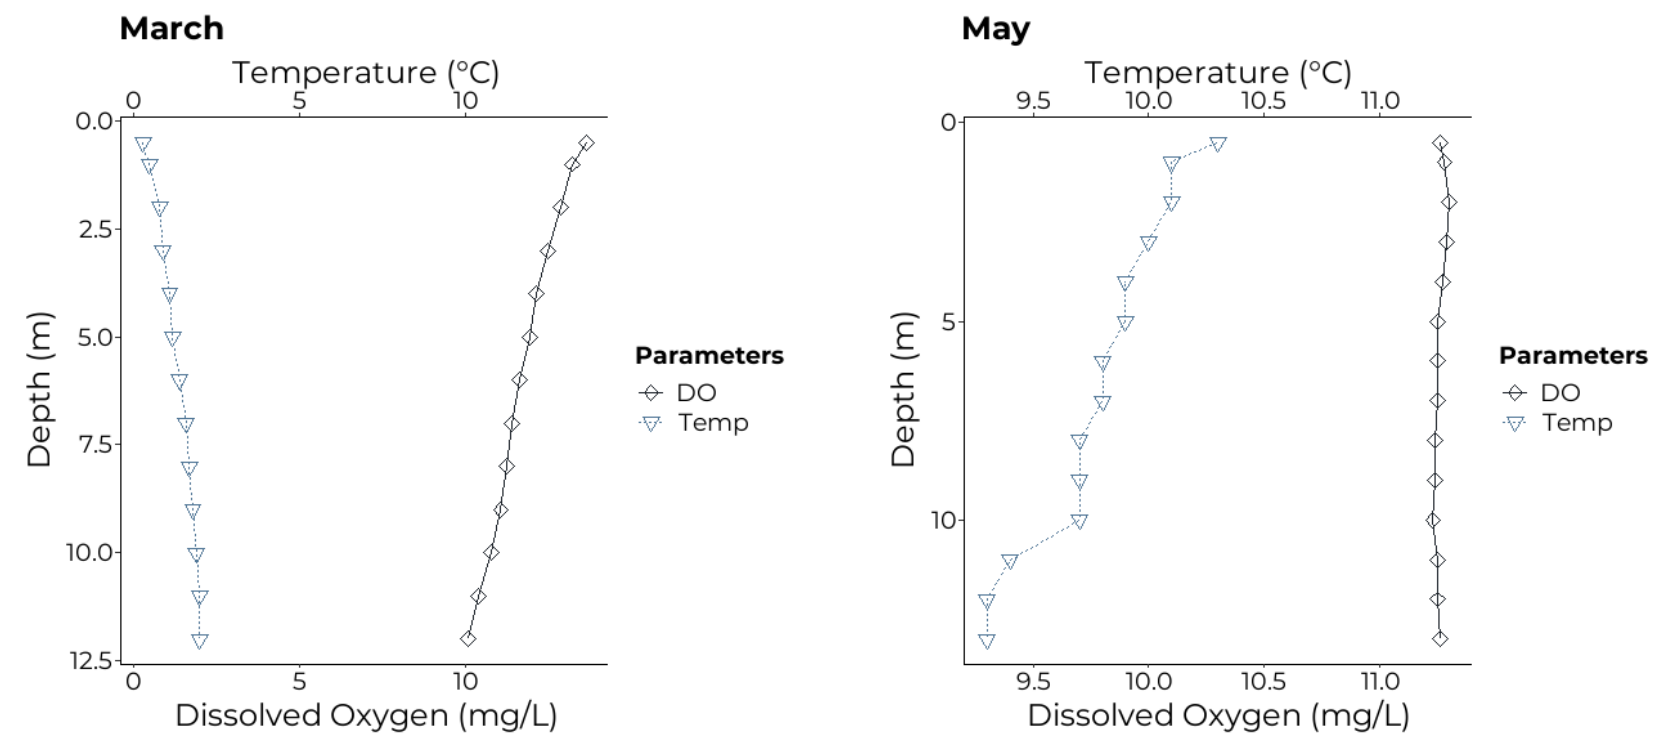 March
Temperature (°C)
0 5 10
0.0
2.5
5.0
7.5
10.0
12.5
Depth (m)
0 5 10
Dissolved Oxygen (mg/L)
Parameters
DO
Temp
May
Temperature (°C)
9.5 10.0 10.5 11.0
0
5
10
Depth (m)
9.5 10.0 10.5 11.0
Dissolved Oxygen (mg/L)
Parameters
DO
Temp